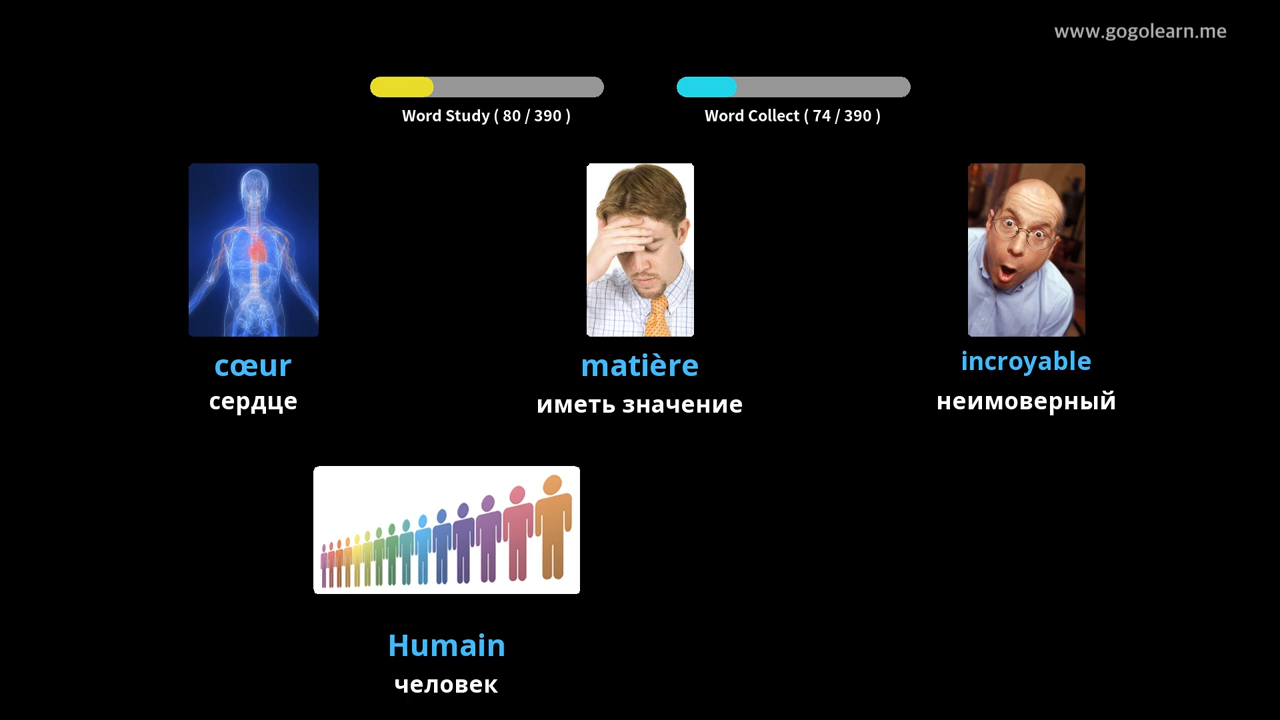 www.gogolearn.me
Word Study ( 80 / 390 )
Word Collect ( 74 / 390 )
cœur
сердце
matière
иметь значение
incroyable
неимоверный
Humain
человек